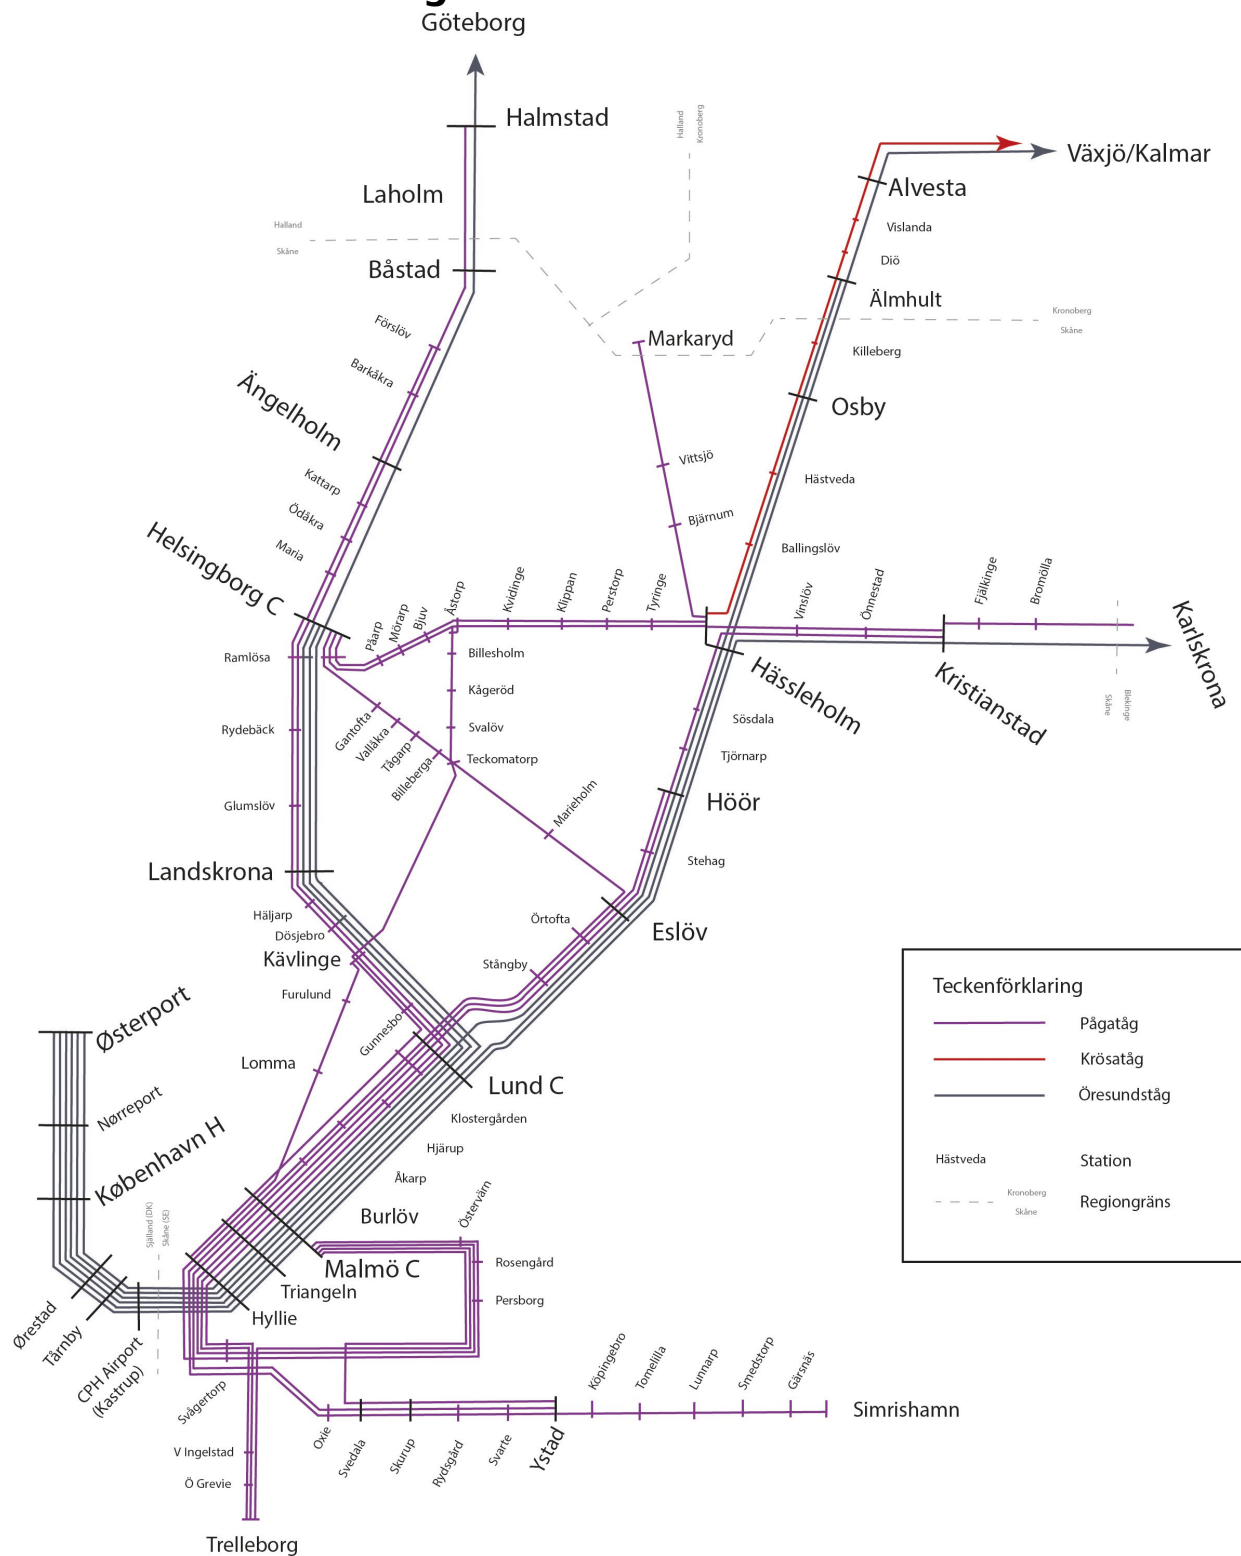 Göteborg
Halmstad
Halland
Kronoberg
Växjö/Kalmar
Laholm
Alvesta
Halland
Skåne
Vislanda
Båstad
Diö
Älmhult
Kronoberg
Skåne
Förslöv
Markaryd
Killeberg
Barkåkra
Ängelholm
Osby
Vittsjö
Kattarp
Hästveda
Ödåkra
Bjärnum
Maria
Ballingslöv
Helsingborg C
Påarp
Mörarp
Bjuv
Åstorp
Kvidinge
Klippan
Perstorp
Tyringe
Vinslöv
Önnestad
Fjälkinge
Bromölla
Karlskrona
Ramlösa
Billesholm
Hässleholm
Kristianstad
Skåne
Blekinge
Kågeröd
Sösdala
Rydebäck
Gantofta
Vallåkra
Tågarp
Billeberga
Svalöv
Teckomatorp
Tjörnarp
Glumslöv
Marieholm
Höör
Landskrona
Stehag
Häljarp
Örtofta
Dösjebro
Eslöv
Kävlinge
Stångby
Furulund
Teckenförklaring
Østerport
Gunnesbo
Pågatåg
Lomma
Krösatåg
Lund C
Öresundståg
Nørreport
Klostergården
København H
Hjärup
Hästveda
Station
Åkarp
Kronoberg
Skåne
Regiongräns
Själland (DK)
Skåne (SE)
Burlöv
Östervärn
Malmö C
Rosengård
Triangeln
Persborg
Hyllie
Ørestad
Tårnby
CPH Airport
(Kastrup)
Svågertorp
Köpingebro
Tomelilla
Lunnarp
Smedstorp
Gärsnäs
Simrishamn
Oxie
Svedala
Skurup
Rydsgård
Svarte
Ystad
V Ingelstad
Ö Grevie
Trelleborg